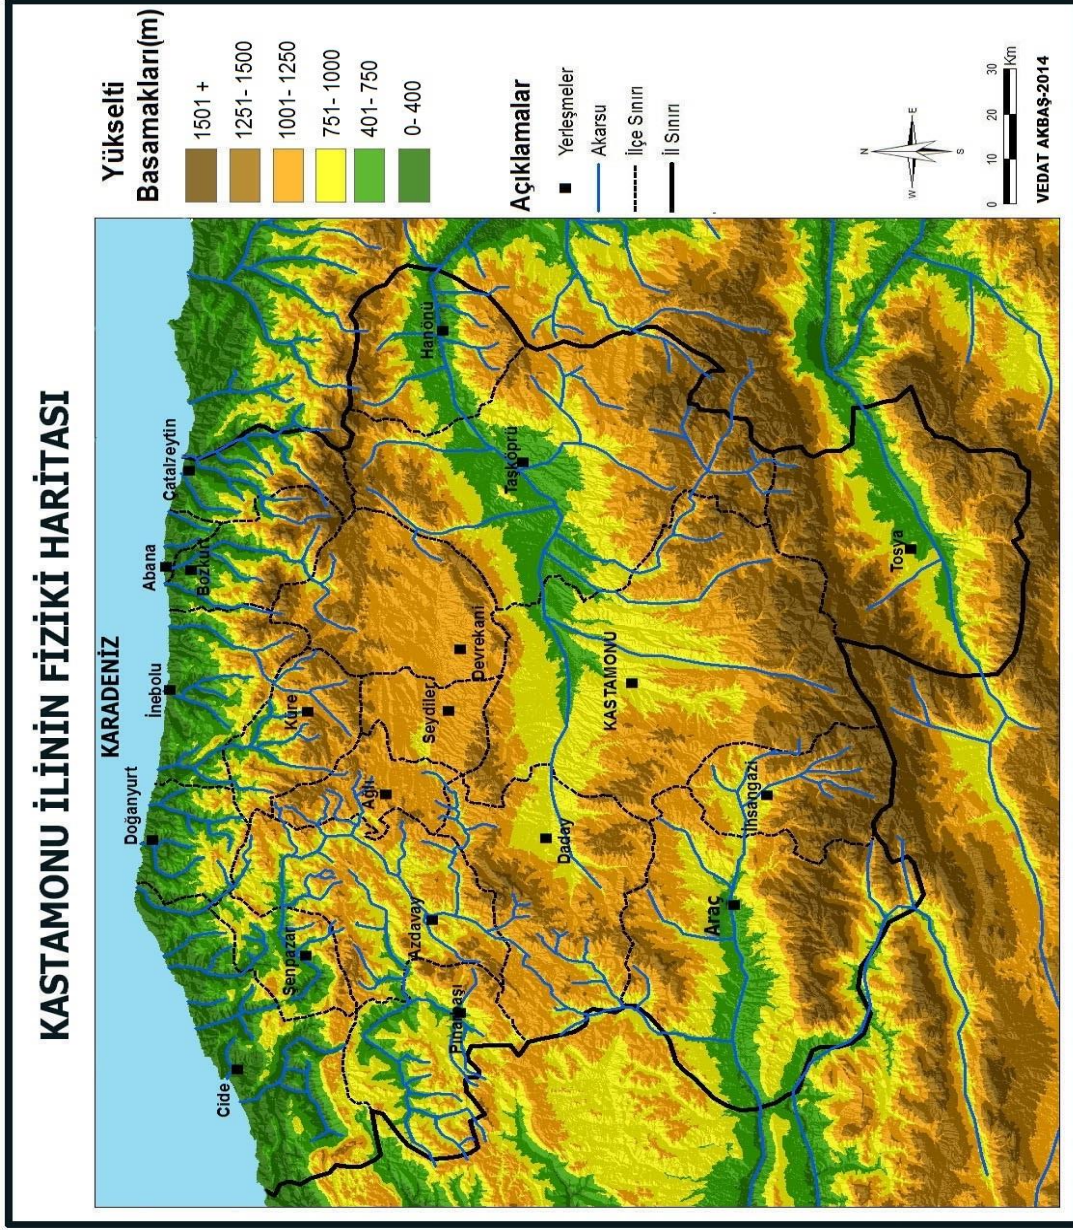 KASTAMONU İLİNİN FİZİKİ HARİTASI
KARADENİZ
Cide
Doğanyurt
İnebolu
Abana
Bozkurt
Çatalzeytin
Şenpazar
Küre
Ağlı
Pınarbaşı
Azdavay
Seydiler
Devrekani
Hanönü
Daday
Taşköprü
KASTAMONU
Araç
İhsangazi
Tosya
Yükselti
Basamakları(m)
1501 +
1251- 1500
1001- 1250
751- 1000
401- 750
0- 400
Açıklamalar
Yerleşmeler
Akarsu
İlçe Sınırı
İl Sınırı
N
W
E
S
0 10 20 30 Km
VEDAT AKBAŞ-2014